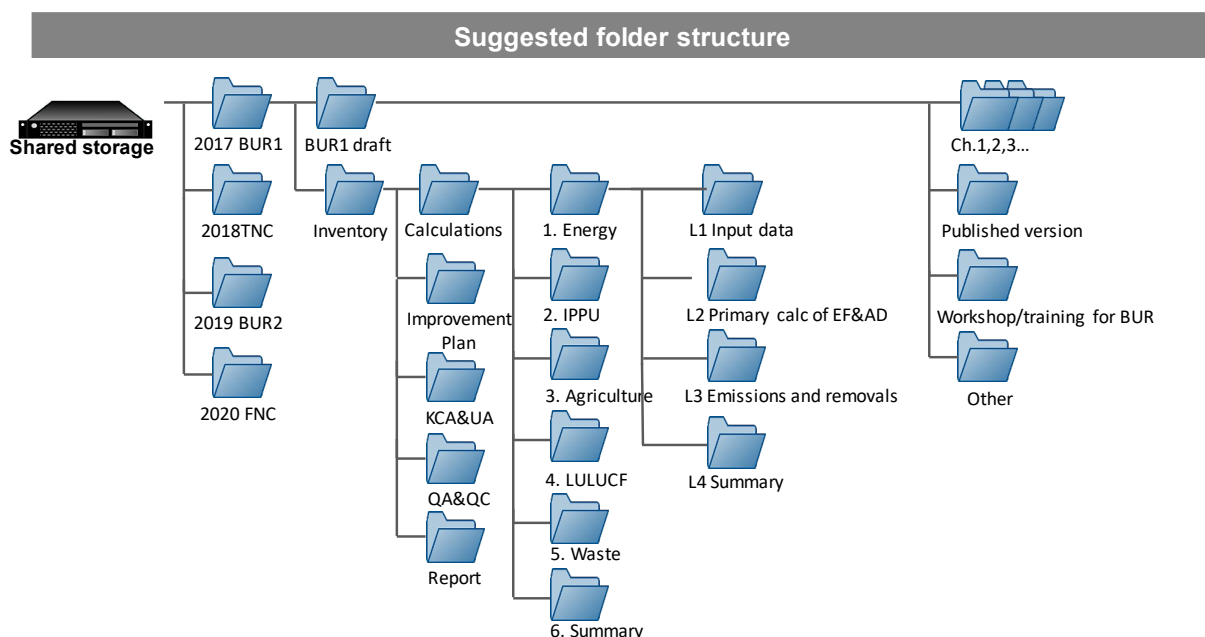 Suggested folder structure
Shared storage
2017 BUR1
BUR1 draft
Ch.1,2,3...
2018TNC
Inventory
Calculations
1. Energy
L1 Input data
Published version
2019 BUR2
Improvement
Plan
2. IPPU
L2 Primary calc of EF&AD
Workshop/training for BUR
2020 FNC
KCA&UA
3. Agriculture
L3 Emissions and removals
Other
QA&QC
4. LULUCF
L4 Summary
Report
5. Waste
6. Summary